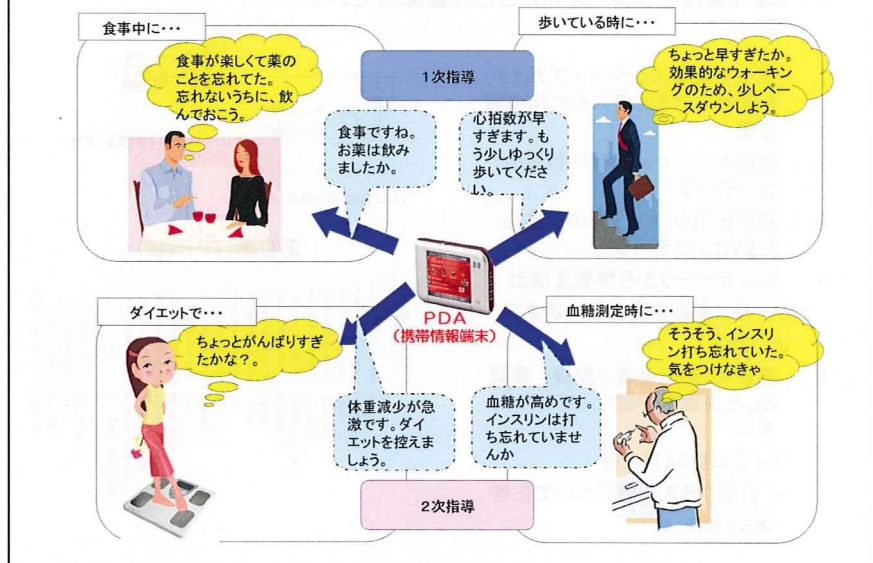 食事中に・・・
食事が楽しくて薬の
ことを忘れてた。
忘れないうちに、飲
んでおこう。
1次指導
食事ですね。
お薬は飲み
ましたか。
心拍数が早
すぎます。も
う少しゆっくり
歩いてくださ
い。
歩いている時に・・・
ちょっと早すぎたか。
効果的なウォーキン
グのため、少しペー
スダウンしよう。
PDA
(携帯情報端末)
ダイエットで・・・
ちょっとがんばりすぎ
たかな?。
体重減少が急
激です。ダイ
エットを控えま
しょう。
血糖が高めです。
インスリンは打
ち忘れていませ
んか
血糖測定時に・・・
そうそう、インスリ
ン打ち忘れていた。
気をつけなきゃ
2次指導